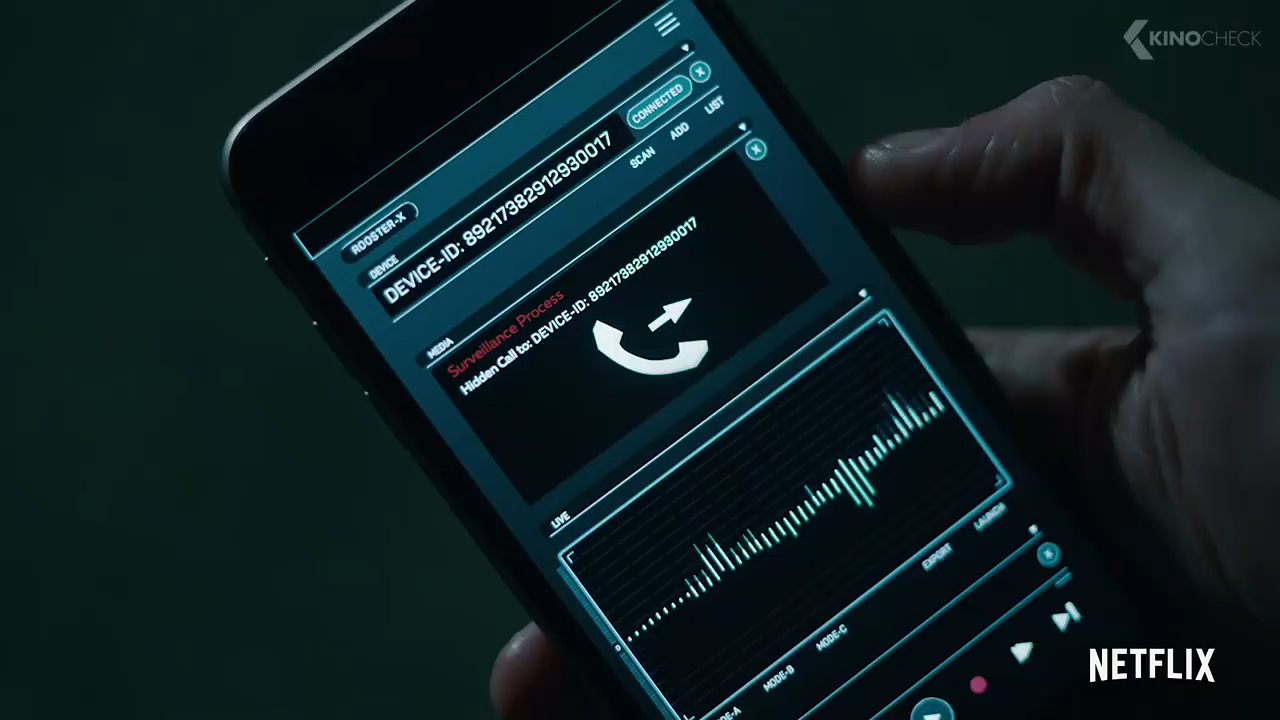 KINOCHECK
ROOSTER-X
DEVICE
CONNECTED
DEVICE-ID: 89217382912930017
SCAN ADD LIST
MEDIA
Surveillance Process
Hidden Call to: DEVICE-ID: 89217382912930017
LIVE
MODE-B MODE-C EXPORT LAUNCH
NETFLIX